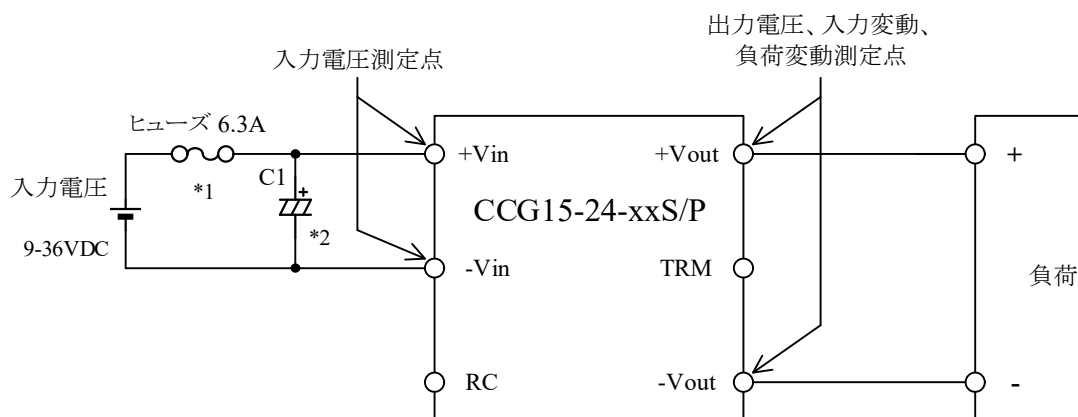 出力電圧、入力変動、
負荷変動測定点
入力電圧測定点
ヒューズ 6.3A
+Vin
+Vout
+
入力電圧
*1
C1
+
CCG15-24-xxS/P
*2
9-36VDC
-Vin
TRM
負荷
RC
-Vout
-